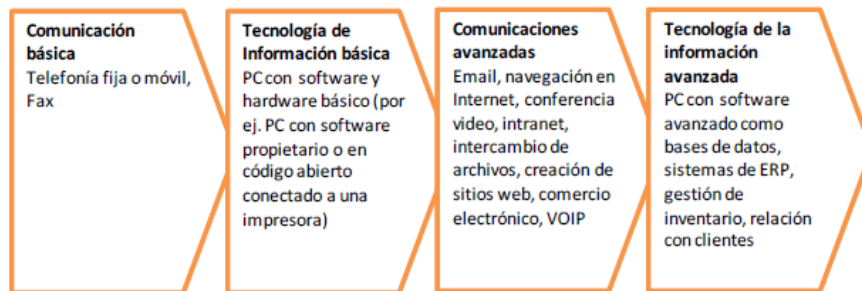 Comunicación
básica
Telefonía fija o móvil,
Fax
Tecnología de
Información básica
PC con software y
hardware básico (por
ej. PC con software
propietario o en
código abierto
conectado a una
impresora)
Comunicaciones
avanzadas
Email, navegación en
Internet, conferencia
video, intranet,
intercambio de
archivos, creación de
sitios web, comercio
electrónico, VOIP
Tecnología de la
información
avanzada
PC con software
avanzado como
bases de datos,
sistemas de ERP,
gestión de
inventario, relación
con clientes